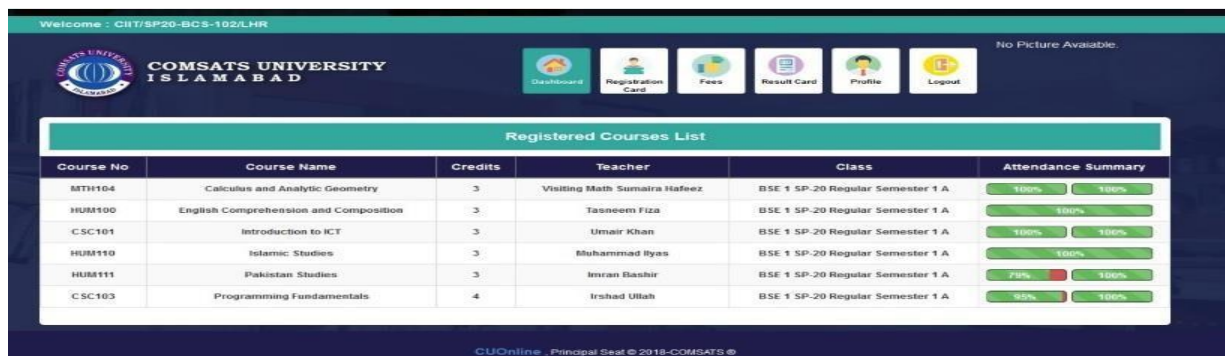 Welcome : CIIT/SP20-BCS-102/LHR
No Picture Avaiable.
COMSATS UNIVERSITY
ISLAMABAD
Dashboard
Registration Card
Fees
Result Card
Profile
Logout
Registered Courses List
Course No Course Name Credits Teacher Class Attendance Summary
MTH104 Calculus and Analytic Geometry 3 Visiting Math Sumaira Hafeez BSE 1 SP-20 Regular Semester 1 A 100% 100%
HUM100 English Comprehension and Composition 3 Tasneem Fiza BSE 1 SP-20 Regular Semester 1 A 100%
CSC101 Introduction to ICT 3 Umair Khan BSE 1 SP-20 Regular Semester 1 A 100% 100%
HUM110 Islamic Studies 3 Muhammad Ilyas BSE 1 SP-20 Regular Semester 1 A 100%
HUM111 Pakistan Studies 3 Imran Bashir BSE 1 SP-20 Regular Semester 1 A 79% 100%
CSC103 Programming Fundamentals 4 Irshad Ullah BSE 1 SP-20 Regular Semester 1 A 95% 100%
CUOnline , Principal Seat © 2018-COMSATS ®